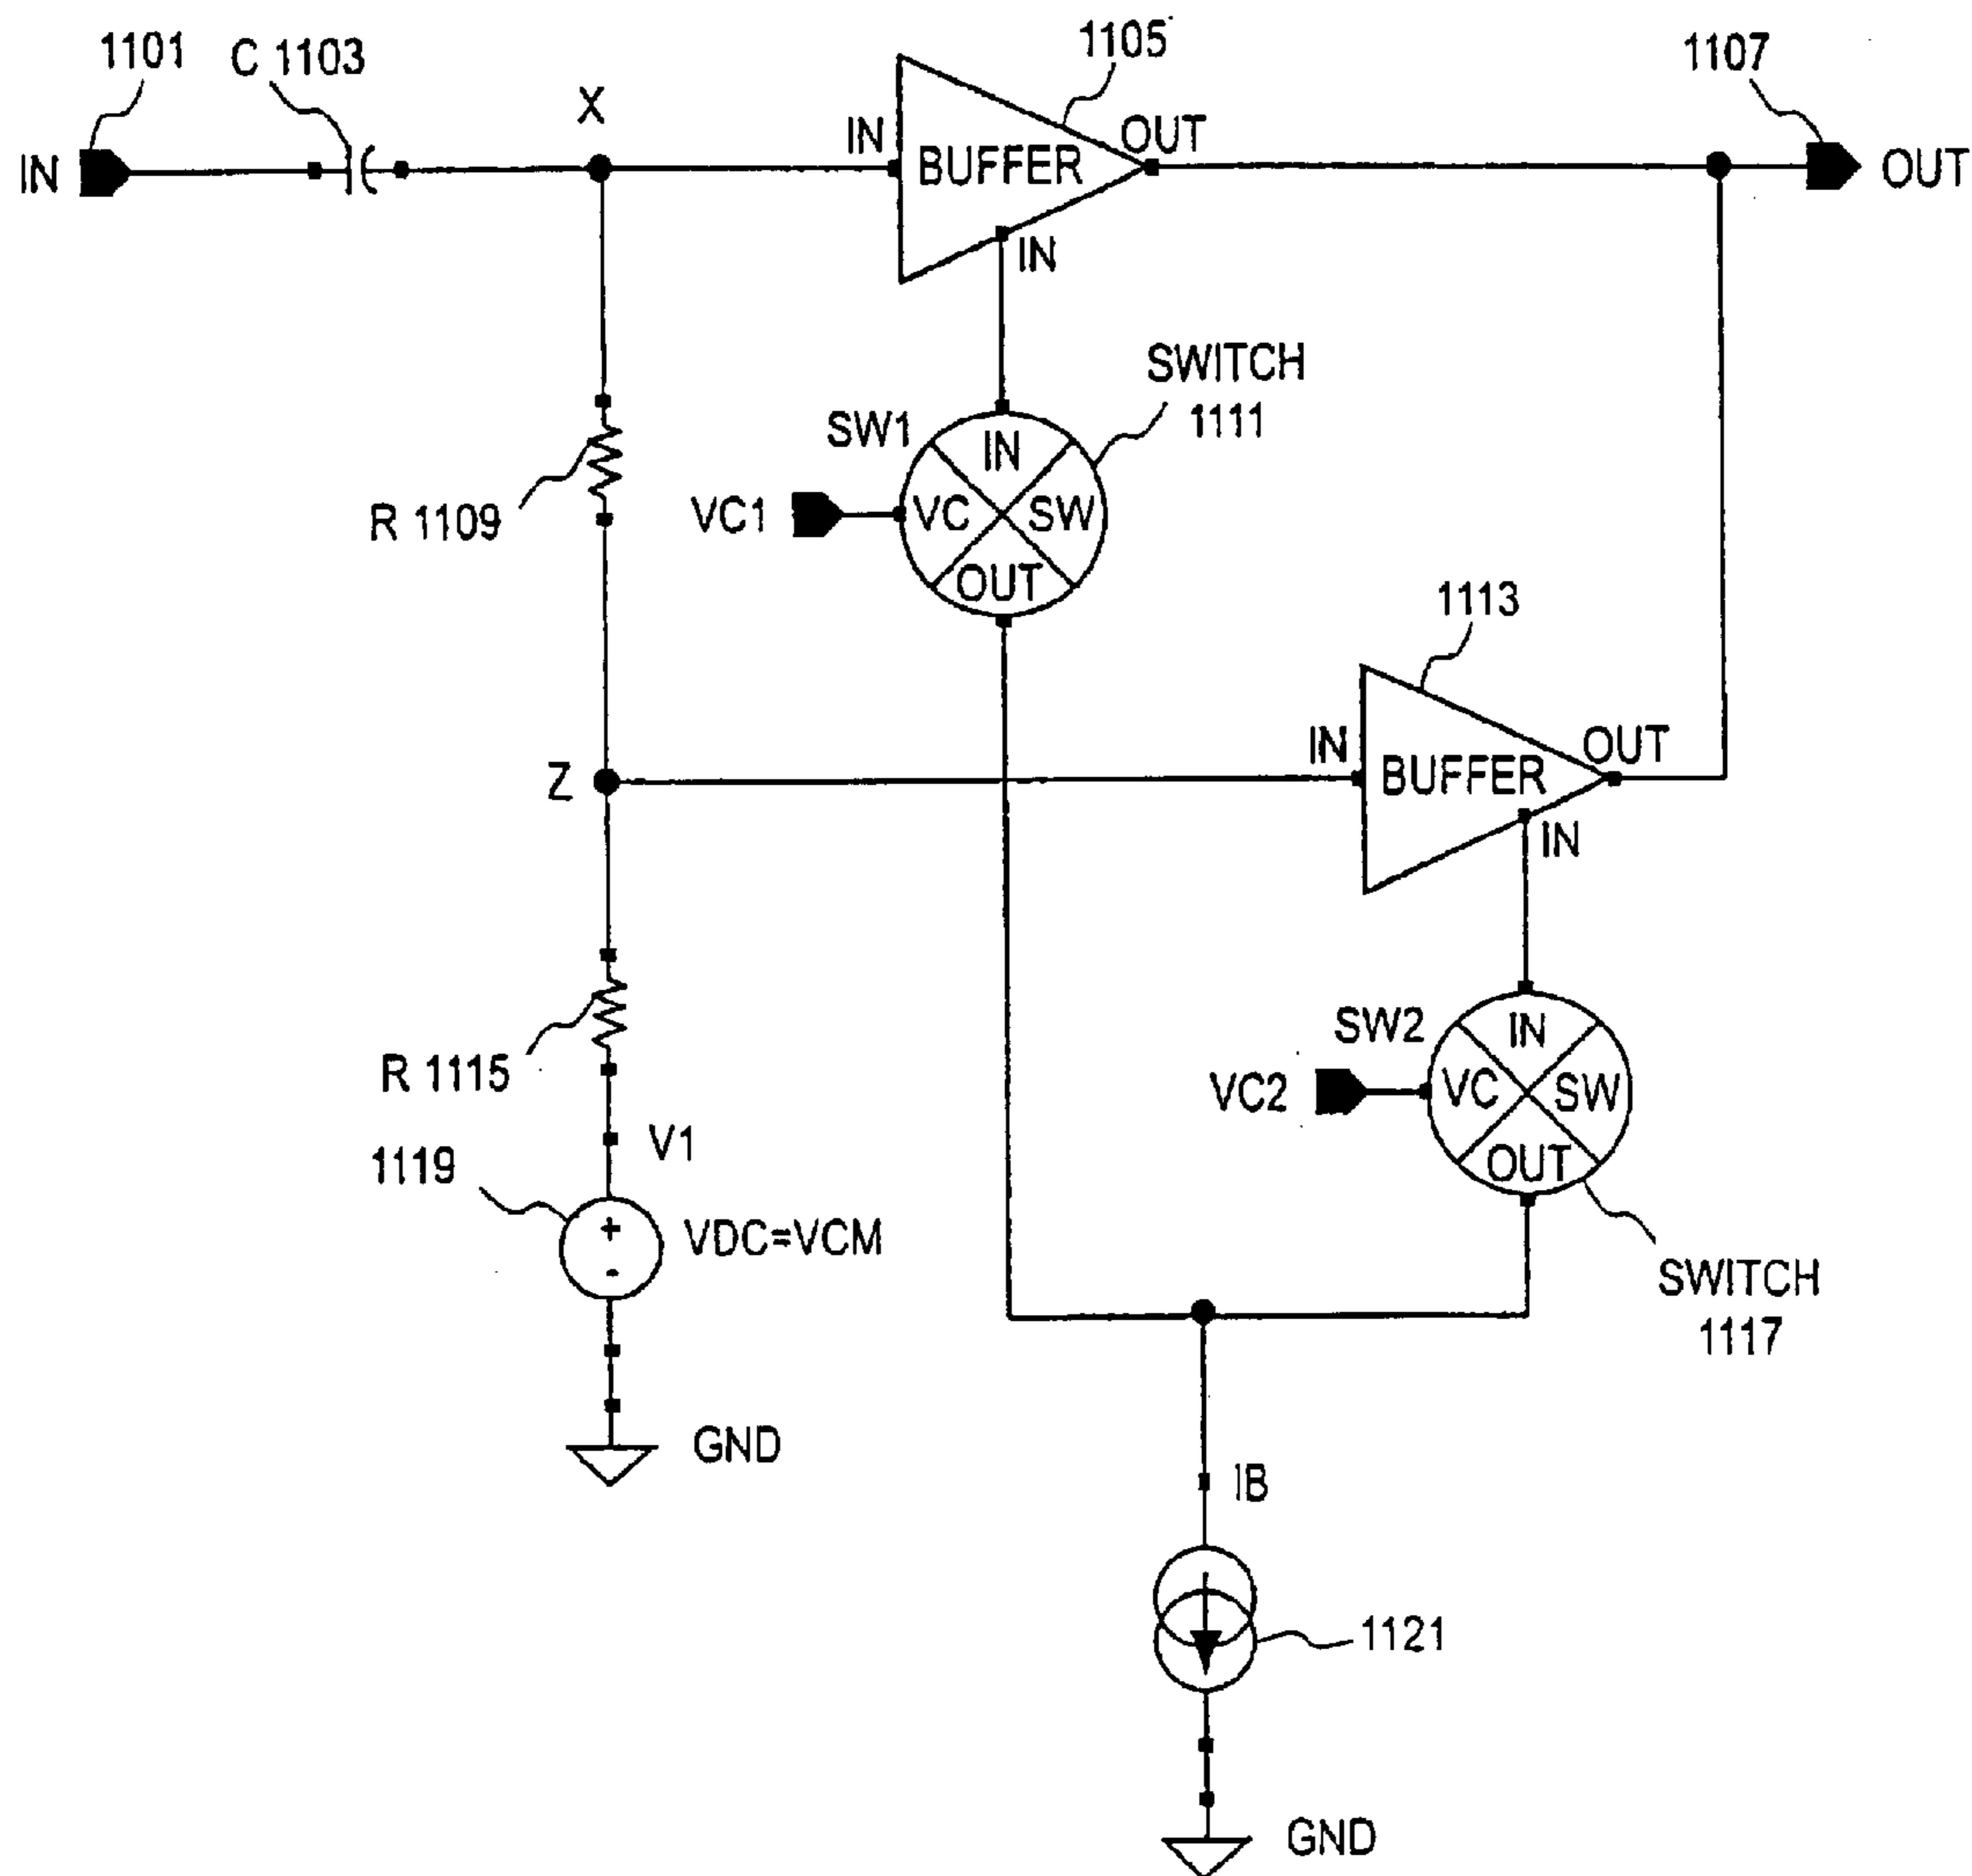 1101
C 1103
X
1105
1107
IN
IN
BUFFER
OUT
OUT
IN
SWITCH
1111
SW1
IN
VC1
VC
SW
OUT
R 1109
1113
Z
IN
BUFFER
OUT
IN
SW2
IN
VC2
VC
SW
OUT
R 1115
1119
V1
+
-
VDC=VCM
SWITCH
1117
GND
IB
1121
GND